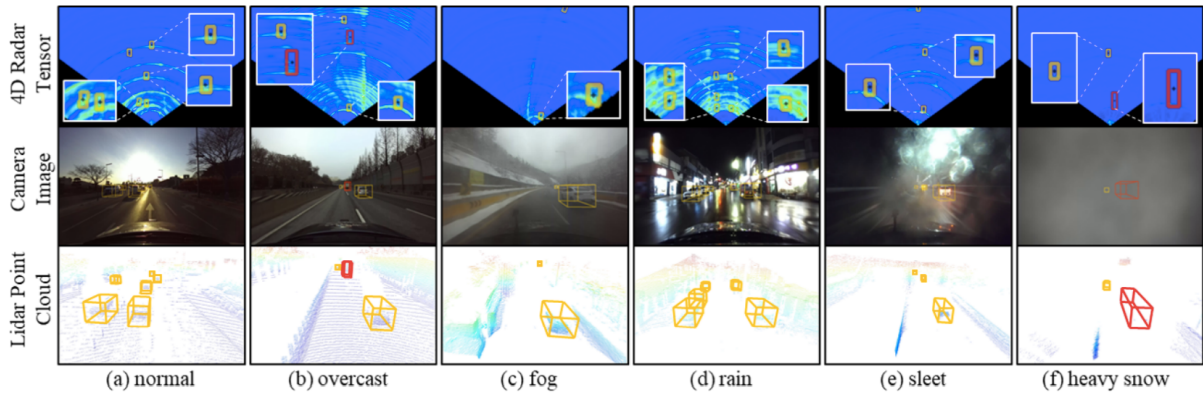 4D Radar
Tensor
Camera
Image
Lidar Point
Cloud
(a) normal
(b) overcast
(c) fog
(d) rain
(e) sleet
(f) heavy snow